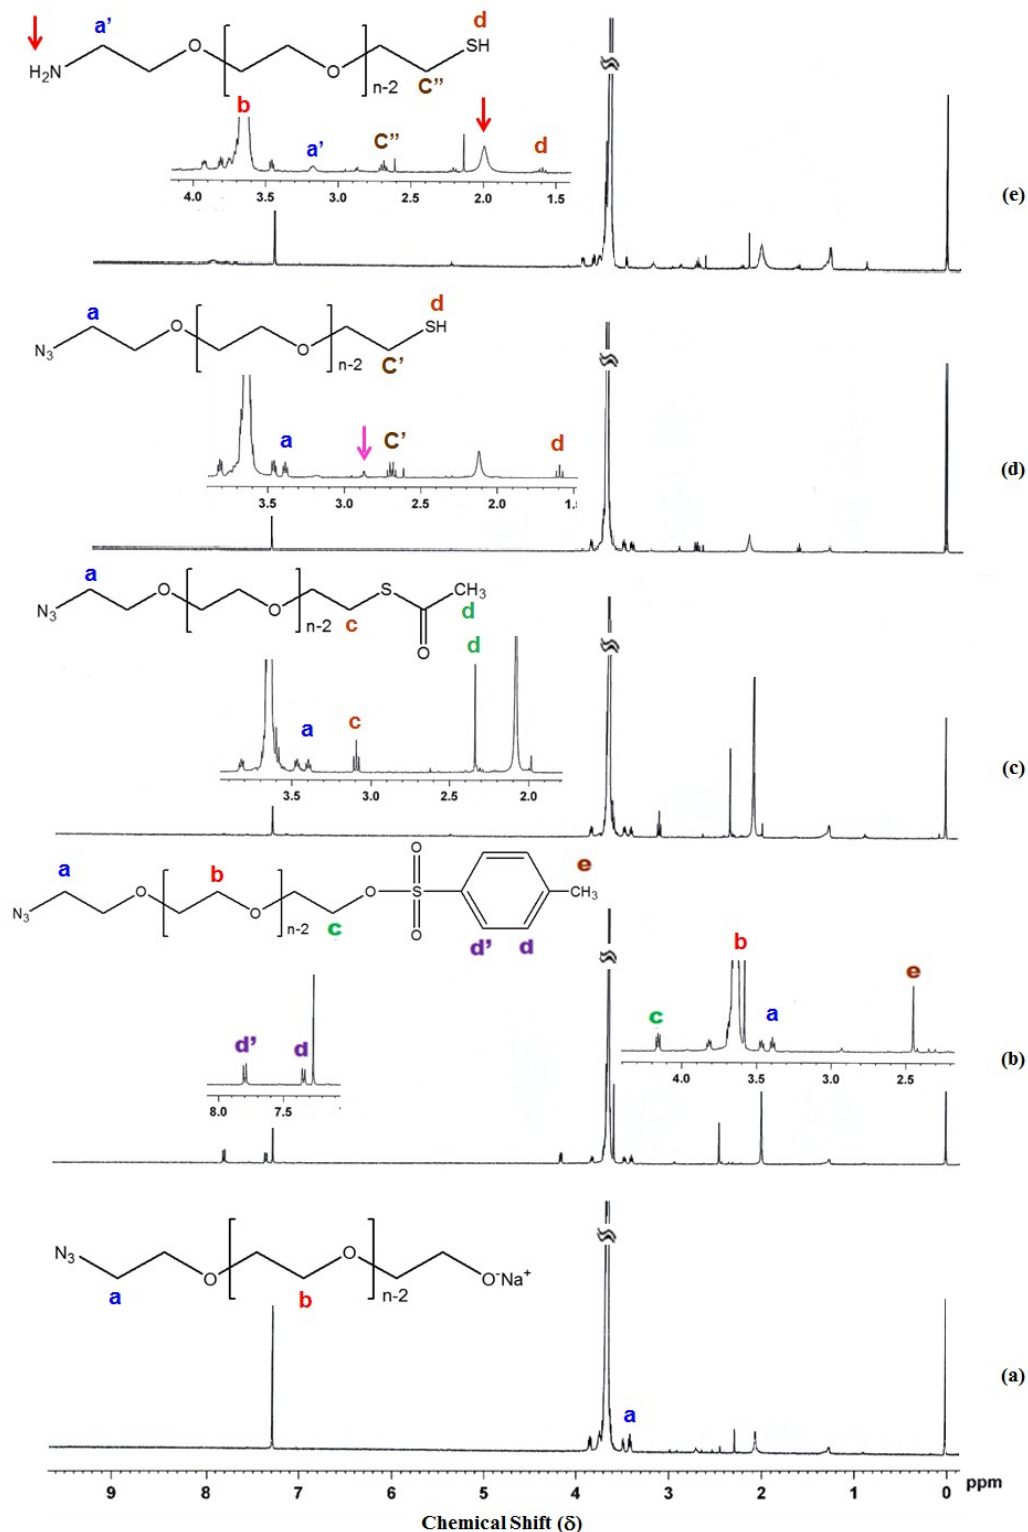 a’
d
H₂N
O
O
SH
n-2
C”
b
a’
C”
d
4.0 3.5 3.0 2.5 2.0 1.5
(e)
a
d
N₃
O
O
SH
n-2
C’
a
C’
d
3.5 3.0 2.5 2.0 1.
(d)
a
N₃
O
O
S
CH₃
n-2
c
d
O
d
a
c
3.5 3.0 2.5 2.0
(c)
a
b
O
e
N₃
O
O
O
S
CH₃
n-2
c
O
d’
d
b
e
c
a
d’
d
4.0 3.5 3.0 2.5
(b)
8.0 7.5
N₃
O
O
O⁻Na⁺
a
b
n-2
a
(a)
9 8 7 6 5 4 3 2 1 0 ppm
Chemical Shift (δ)